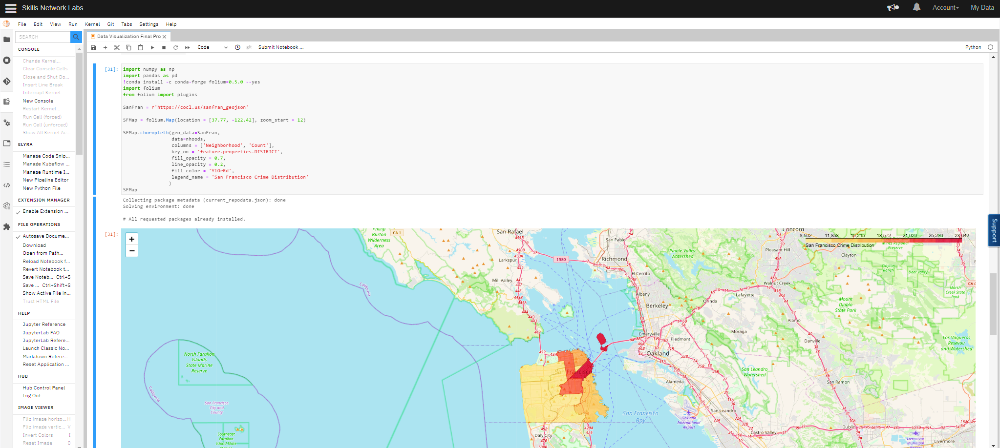 Skills Network Labs
Account
My Data
File Edit View Run Kernel Git Tabs Settings Help
SEARCH
CONSOLE
Change Kernel...
Clear Console Cells
Close and Shut Do...
Insert Line Break
Interrupt Kernel
New Console
Restart Kernel...
Run Cell (forced)
Run Cell (unforced)
Show All Kernel Ac...
ELYRA
Manage Code Snip...
Manage Kubeflow ...
Manage Runtime I...
New Pipeline Editor
New Python File
EXTENSION MANAGER
Enable Extension ...
FILE OPERATIONS
Autosave Docume...
Download
Open from Path...
Reload Notebook f...
Revert Notebook t...
Save Noteb... Ctrl+S
Save ... Ctrl+Shift+S
Show Active File in...
Trust HTML File
HELP
Jupyter Reference
JupyterLab FAQ
JupyterLab Refere...
Launch Classic No...
Markdown Refere...
Reset Application ...
HUB
Hub Control Panel
Log Out
IMAGE VIEWER
Flip image horizo... H
Flip image vertic... V
Invert Colors I
Reset Image 0
Data Visualization Final Pro
Code
git
Submit Notebook ...
Python
[31]:
import numpy as np
import pandas as pd
!conda install -c conda-forge folium=0.5.0 --yes
import folium
from folium import plugins
SanFran = r'https://cocl.us/sanfran_geojson'
SFMap = folium.Map(location = [37.77, -122.42], zoom_start = 12)
SFMap.choropleth(geo_data=SanFran,
data=nhoods,
columns = ['Neighborhood', 'Count'],
key_on = 'feature.properties.DISTRICT',
fill_opacity = 0.7,
line_opacity = 0.2,
fill_color = 'YlOrRd',
legend_name = 'San Francisco Crime Distribution'
)
SFMap
Collecting package metadata (current_repodata.json): done
Solving environment: done
# All requested packages already installed.
[31]:
+
−
8,502 11,858 15,215 18,572 21,929 25,286 28,642
San Francisco Crime Distribution
Support
Phillip
Burton
Wilderness
Area
CA 1
San Rafael
San Pablo
Concord
Larkspur
I 580
Richmond
Pinole Valley
Watershed
Pleasant Hill
Clayton
Clayton
Ranch
Deer Valley
Mill Valley
El Cerrito
Walnut Creek
California
Albany
Lafayette
Marsh
Creek State
Park
Berkeley
Orinda
Mount
Diablo
State Park
Alamo
Emeryville
Piedmont
Moraga
Danville
Los Vaqueros
Resevoir
and Watershed
North Farallon
Islands
State Marine
Reserve
Oakland
San Francisco
San Leandro
Watershed
Alameda
San Ramon
California
San Francisco
City and
County
San Francisco
Bay
Oakland
International
Airport
San Leandro
Southeast
Farallon
Island State
Daly City
Castro Valley
Dublin
Livermore
Municipal
Livermore